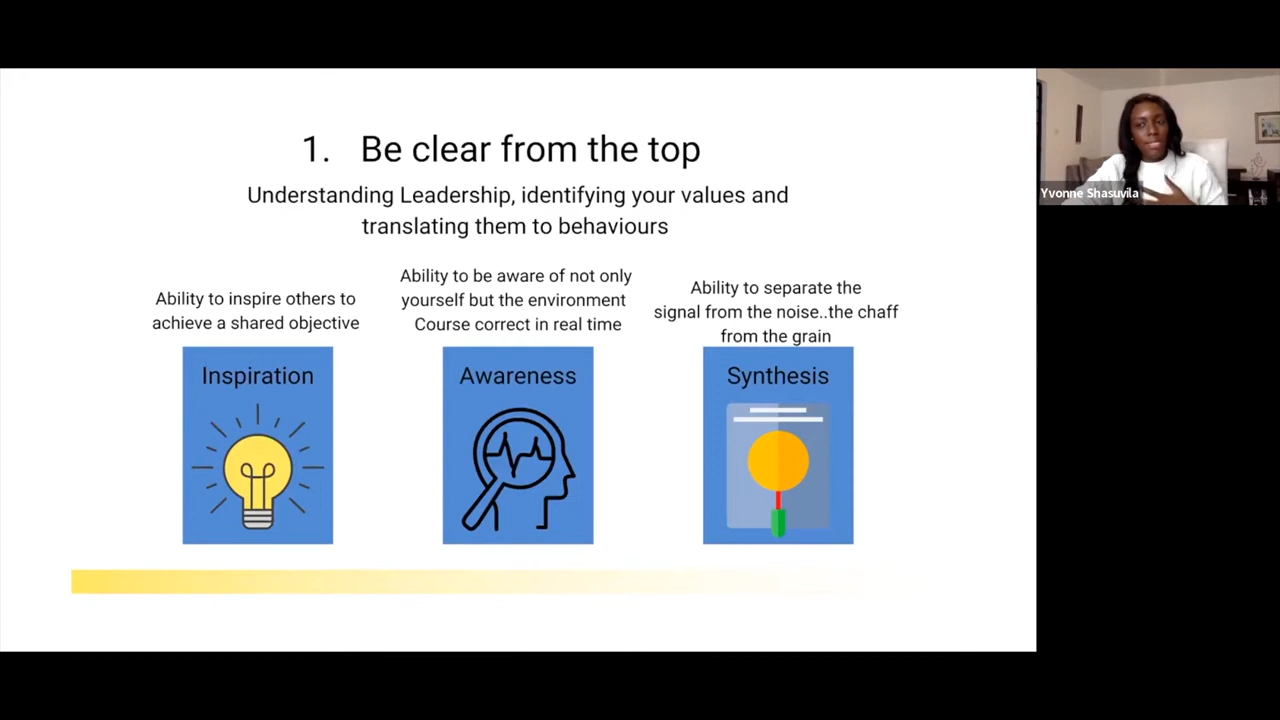 1. Be clear from the top
Understanding Leadership, identifying your values and
translating them to behaviours
Ability to inspire others to
achieve a shared objective
Inspiration
Ability to be aware of not only
yourself but the environment
Course correct in real time
Awareness
Ability to separate the
signal from the noise..the chaff
from the grain
Synthesis
Yvonne Shasuvila